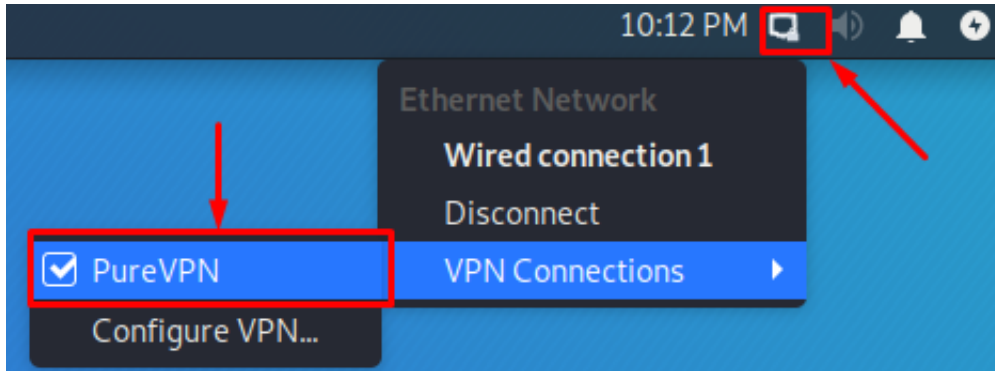 10:12 PM
Ethernet Network
Wired connection 1
Disconnect
PureVPN
VPN Connections
Configure VPN...